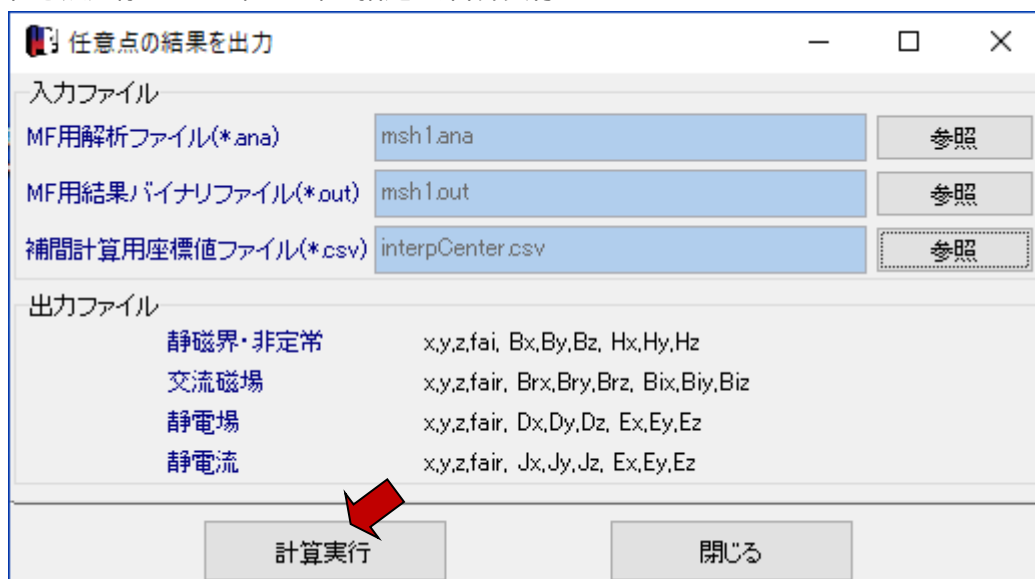 任意点の結果を出力
入力ファイル
MF用解析ファイル(*.ana) msh1.ana 参照
MF用結果バイナリファイル(*.out) msh1.out 参照
補間計算用座標値ファイル(*.csv) interpCenter.csv 参照
出力ファイル
静磁界・非定常 x,y,z,fai, Bx,By,Bz, Hx,Hy,Hz
交流磁場 x,y,z,fair, Brx,Bry,Brz, Bix,Biy,Biz
静電場 x,y,z,fair, Dx,Dy,Dz, Ex,Ey,Ez
静電流 x,y,z,fair, Jx,Jy,Jz, Ex,Ey,Ez
計算実行 閉じる